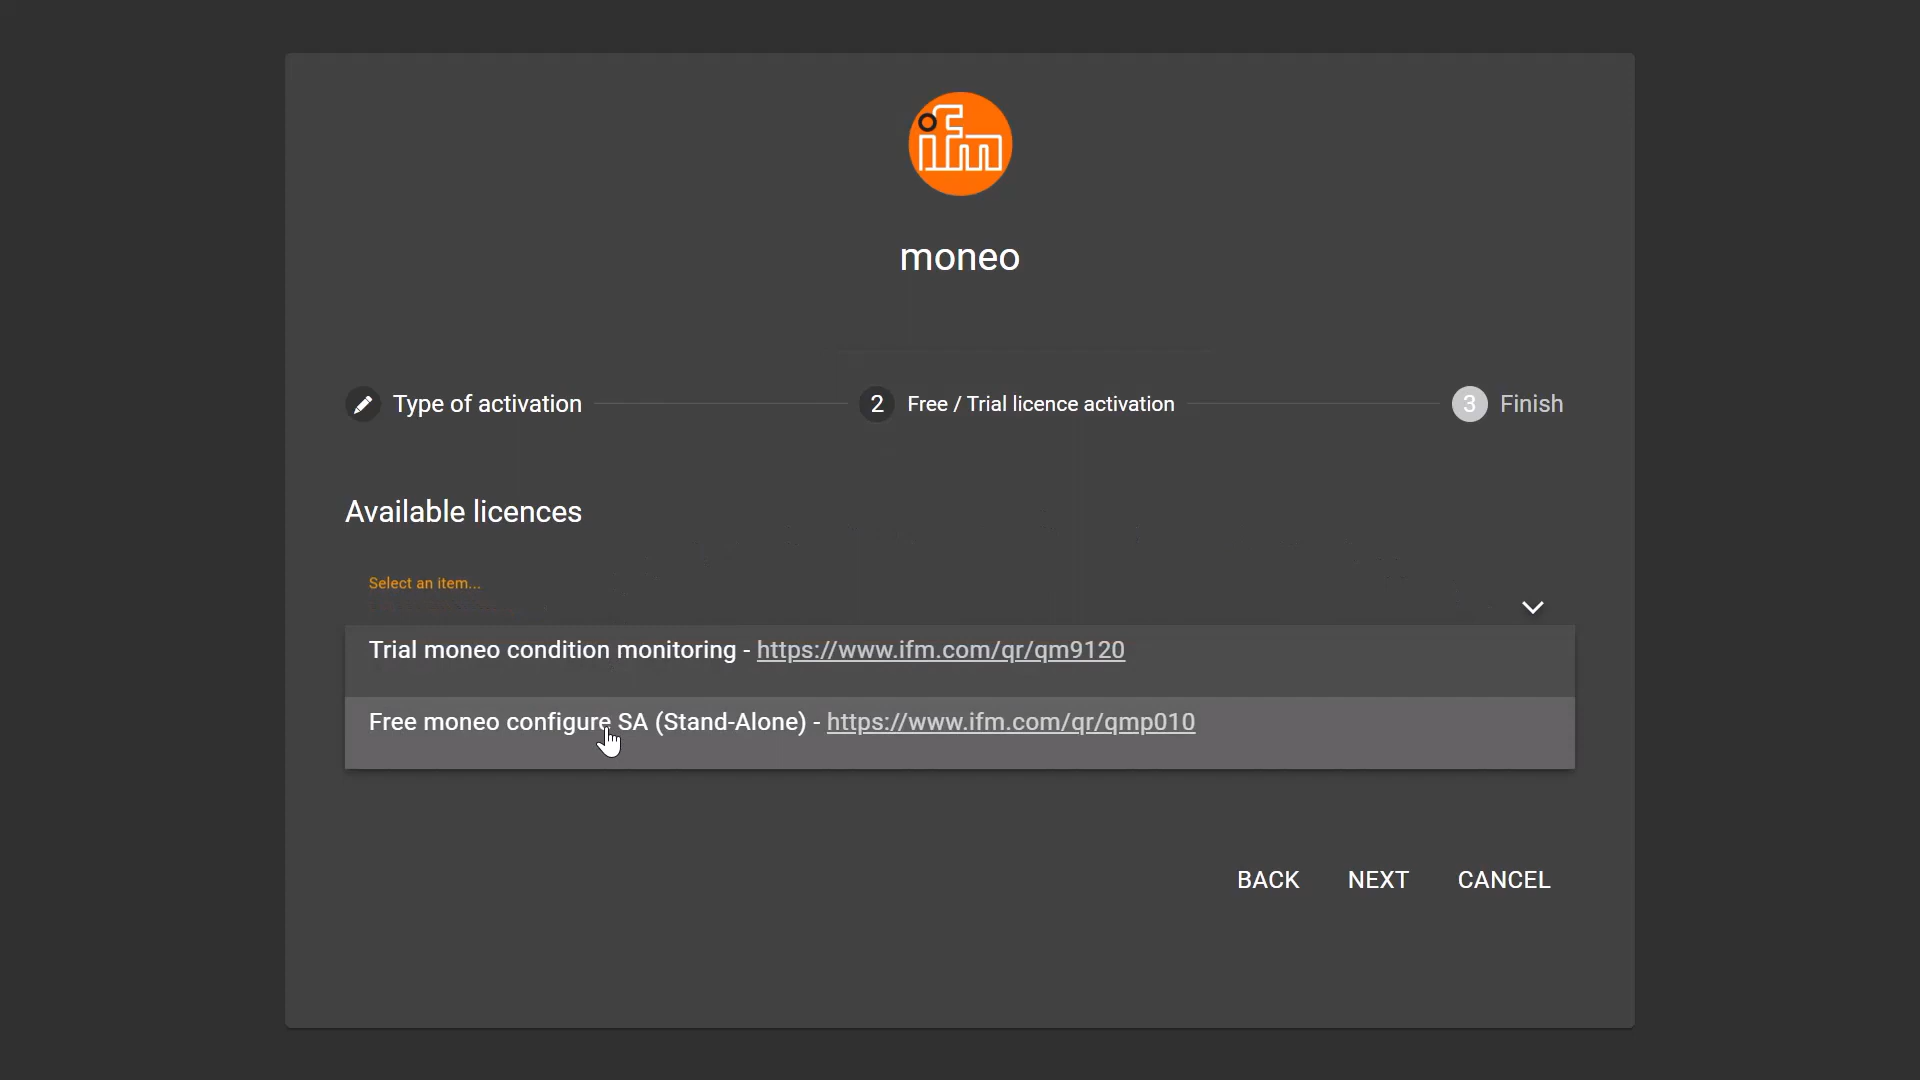 ifm
moneo
Type of activation
2 Free / Trial licence activation
3 Finish
Available licences
Select an item...
Trial moneo condition monitoring - https://www.ifm.com/qr/qm9120
Free moneo configure SA (Stand-Alone) - https://www.ifm.com/qr/qmp010
BACK NEXT CANCEL